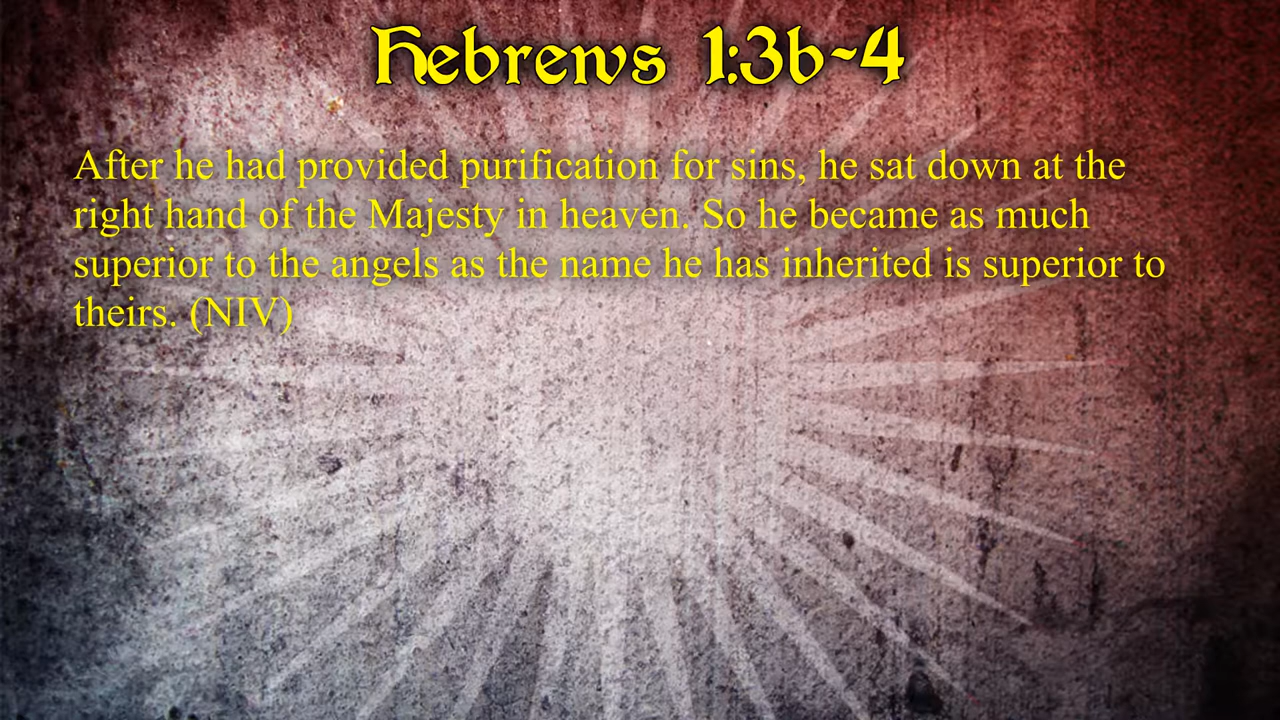 Hebrews 1:3b-4
After he had provided purification for sins, he sat down at the
right hand of the Majesty in heaven. So he became as much
superior to the angels as the name he has inherited is superior to
theirs. (NIV)